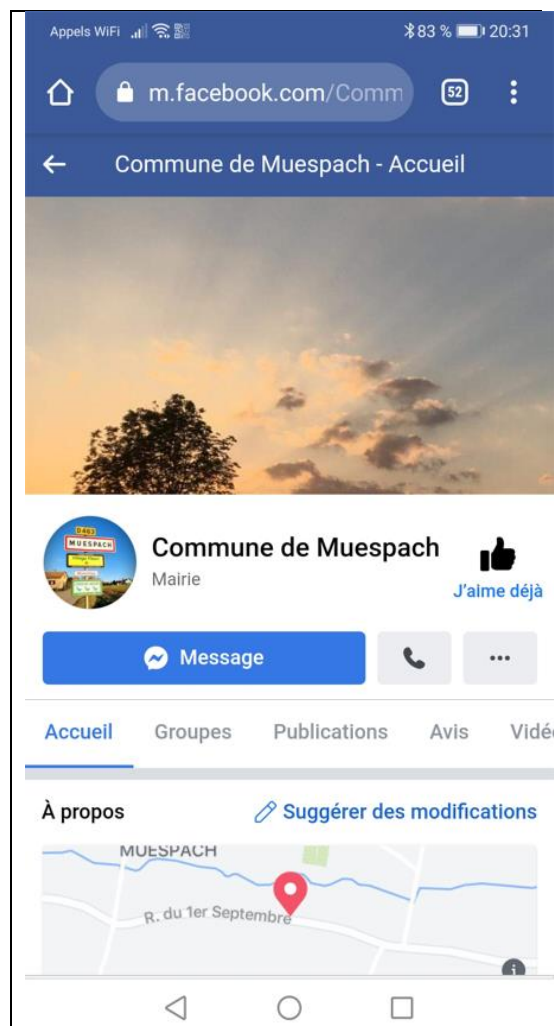 Appels WiFi 83 % 20:31
m.facebook.com/Comm 52
Commune de Muespach - Accueil
D463
MUESPACH
Commune de Muespach
Mairie
J'aime déjà
Message
Accueil Groupes Publications Avis Vidé
À propos Suggérer des modifications
MUESPACH
R. du 1er Septembre